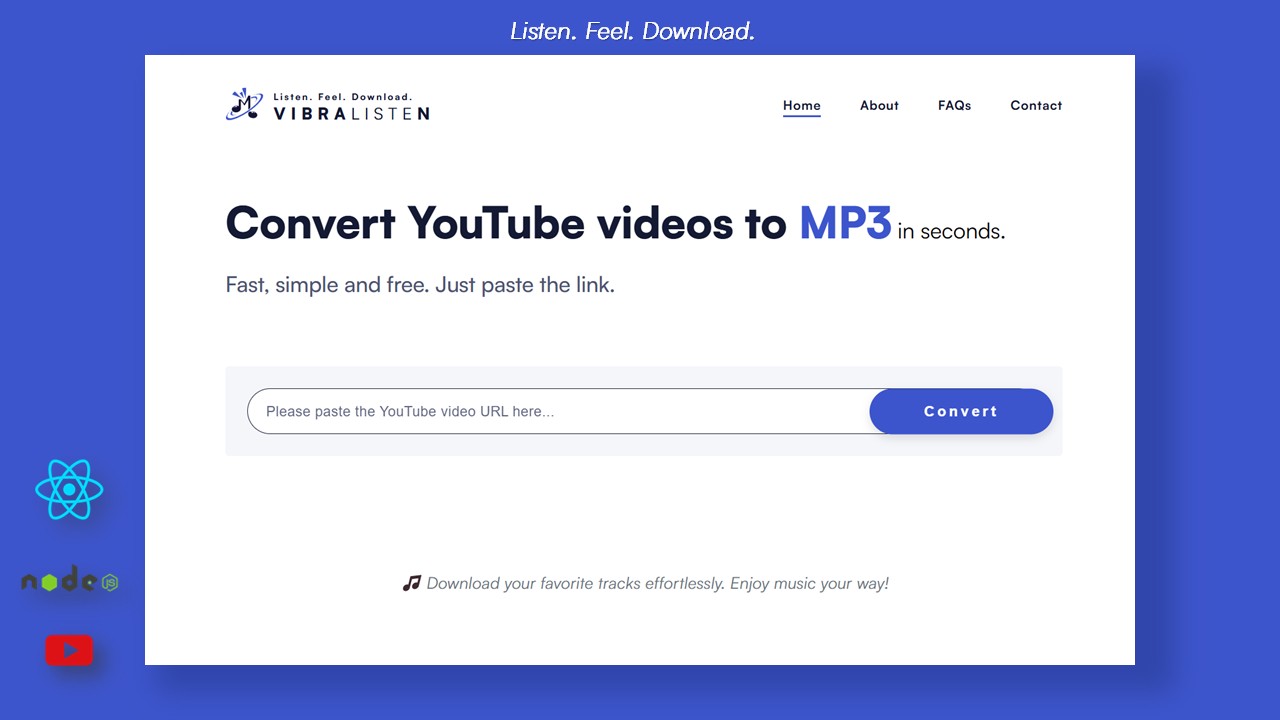 Listen. Feel. Download.
Listen. Feel. Download.
VIBRALISTEN
Home About FAQs Contact
Convert YouTube videos to MP3 in seconds.
Fast, simple and free. Just paste the link.
Please paste the YouTube video URL here...
Convert
node JS
Download your favorite tracks effortlessly. Enjoy music your way!